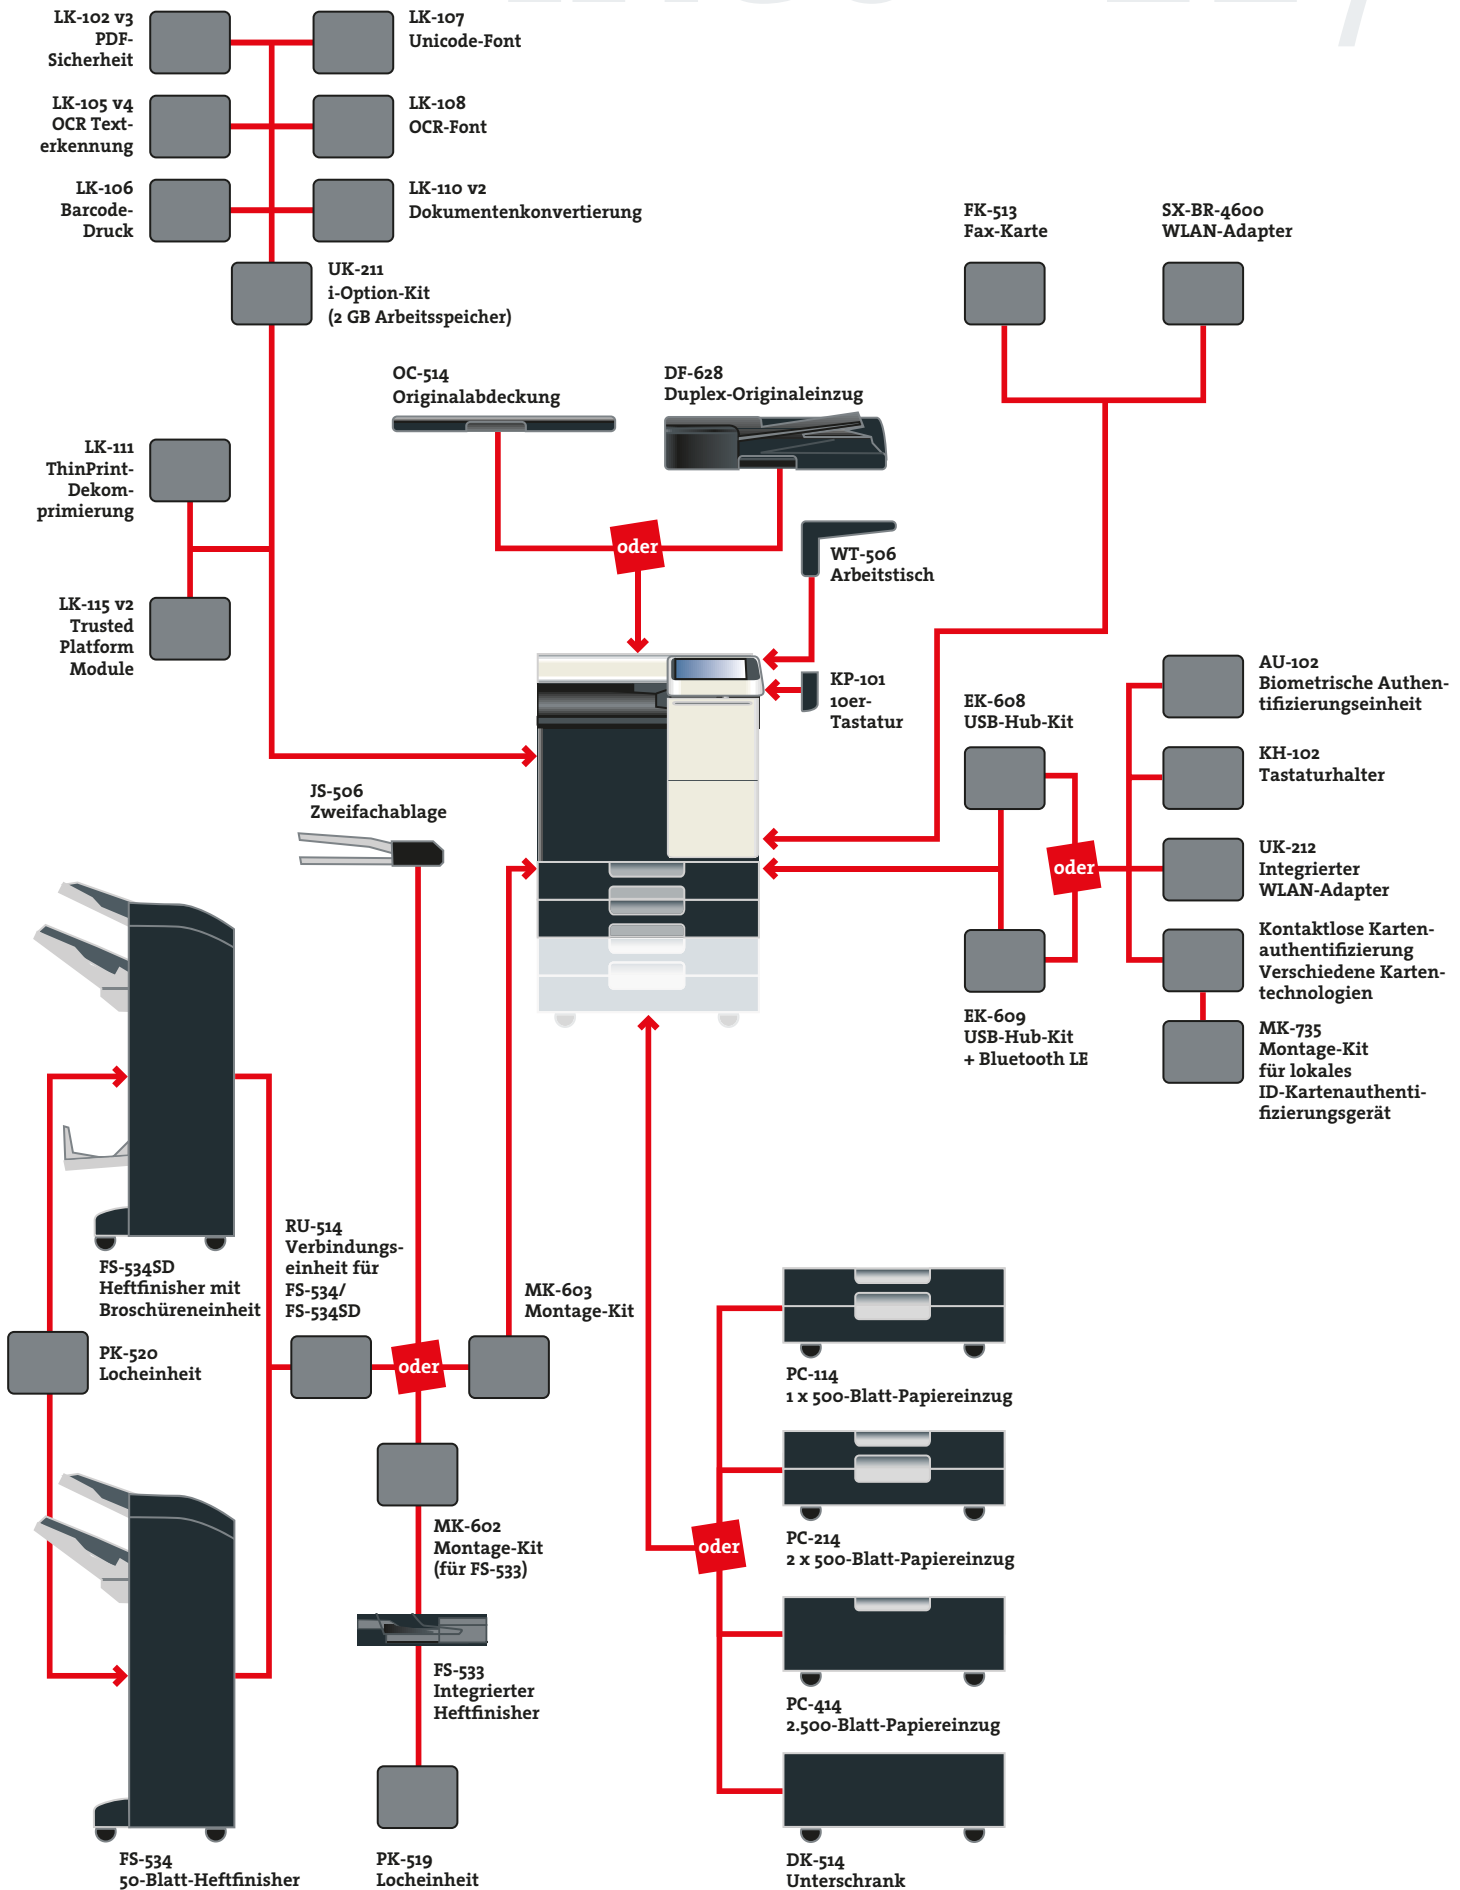 LK-102 v3
PDF-
Sicherheit
LK-107
Unicode-Font
LK-105 v4
OCR Text-
erkennung
LK-108
OCR-Font
LK-106
Barcode-
Druck
LK-110 v2
Dokumentenkonvertierung
UK-211
i-Option-Kit
(2 GB Arbeitsspeicher)
FK-513
Fax-Karte
SX-BR-4600
WLAN-Adapter
OC-514
Originalabdeckung
DF-628
Duplex-Originaleinzug
LK-111
ThinPrint-
Dekom-
primierung
oder
WT-506
Arbeitstisch
LK-115 v2
Trusted
Platform
Module
KP-101
10er-
Tastatur
EK-608
USB-Hub-Kit
AU-102
Biometrische Authen-
tifizierungseinheit
KH-102
Tastaturhalter
JS-506
Zweifachablage
oder
UK-212
Integrierter
WLAN-Adapter
Kontaktlose Karten-
authentifizierung
Verschiedene Karten-
technologien
EK-609
USB-Hub-Kit
+ Bluetooth LE
MK-735
Montage-Kit
für lokales
ID-Kartenauthenti-
fizierungsgerät
FS-534SD
Heftfinisher mit
Broschüreneinheit
RU-514
Verbindungs-
einheit für
FS-534/
FS-534SD
MK-603
Montage-Kit
PK-520
Locheinheit
oder
PC-114
1 x 500-Blatt-Papiereinzug
MK-602
Montage-Kit
(für FS-533)
oder
PC-214
2 x 500-Blatt-Papiereinzug
FS-533
Integrierter
Heftfinisher
PC-414
2.500-Blatt-Papiereinzug
FS-534
50-Blatt-Heftfinisher
PK-519
Locheinheit
DK-514
Unterschrank